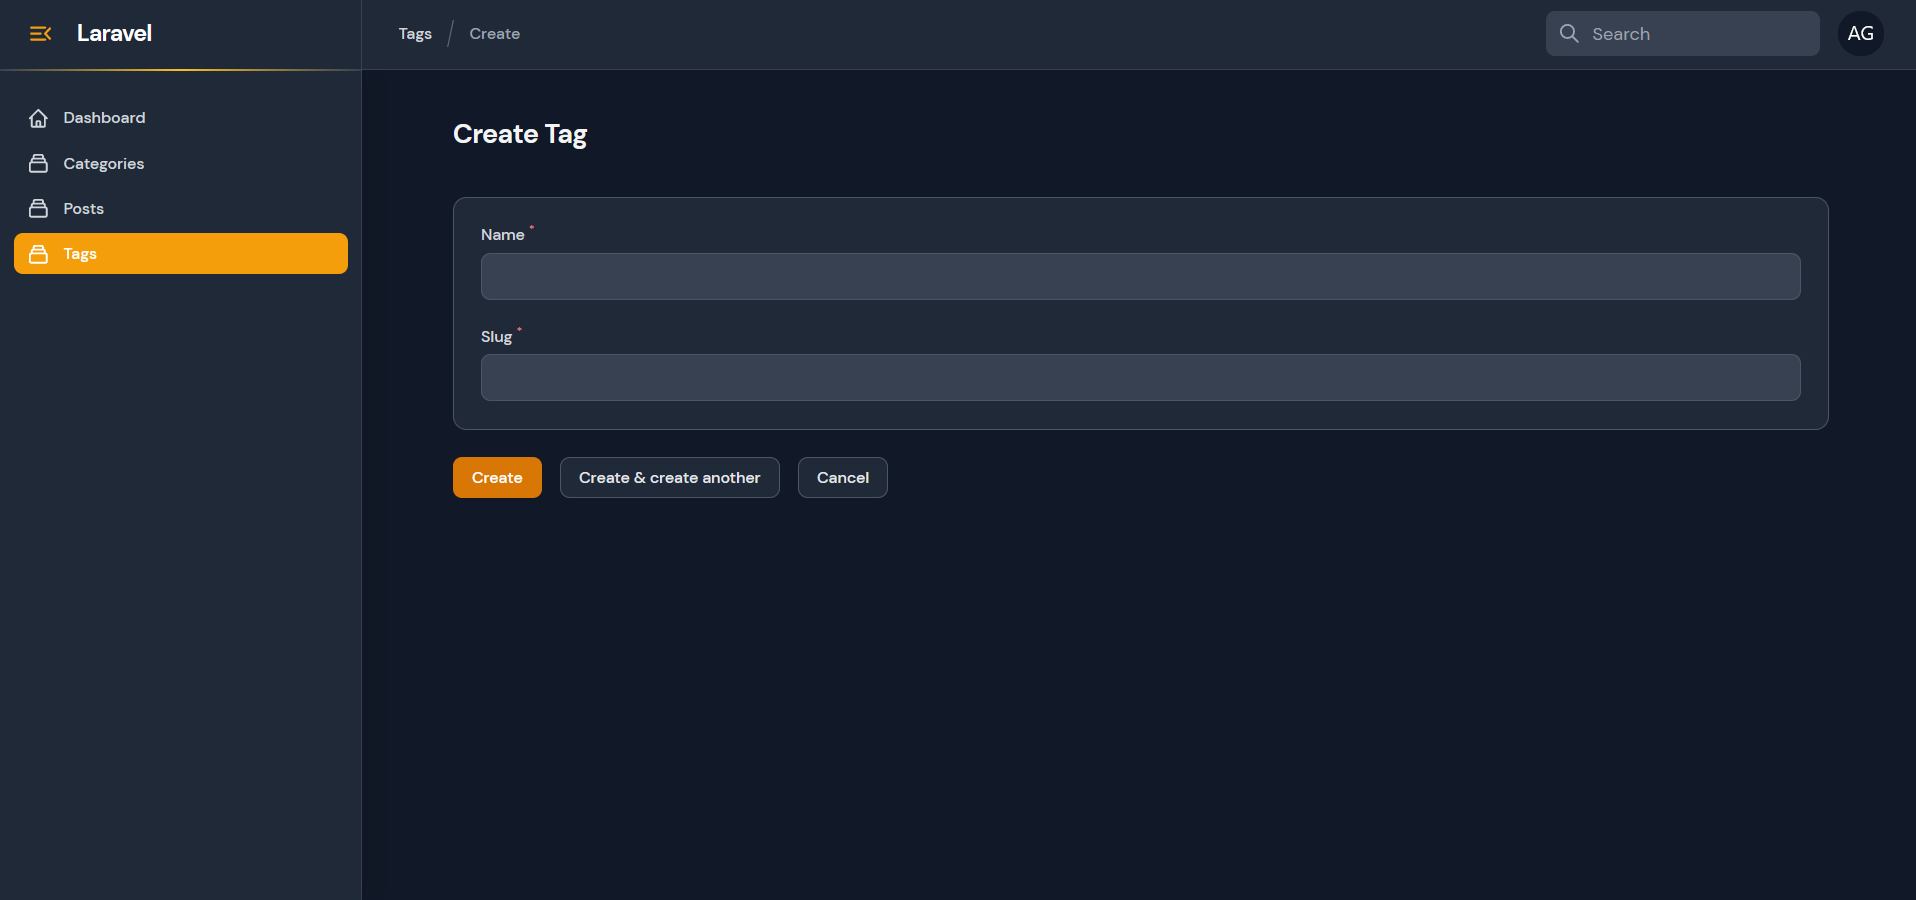 Laravel
Tags / Create
Search
AG
Dashboard
Categories
Posts
Tags
Create Tag
Name *
Slug *
Create
Create & create another
Cancel